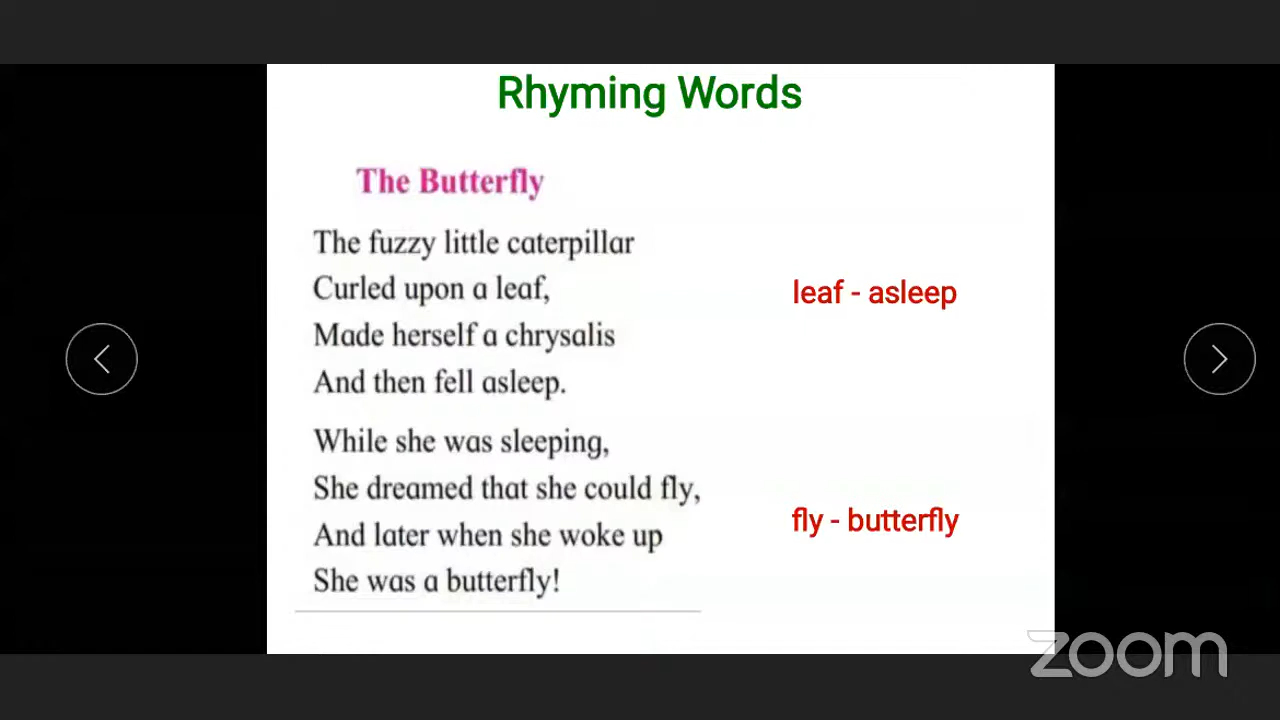 Rhyming Words
The Butterfly
The fuzzy little caterpillar
Curled upon a leaf,
Made herself a chrysalis
And then fell asleep.
leaf - asleep
While she was sleeping,
She dreamed that she could fly,
And later when she woke up
She was a butterfly!
fly - butterfly
zoom